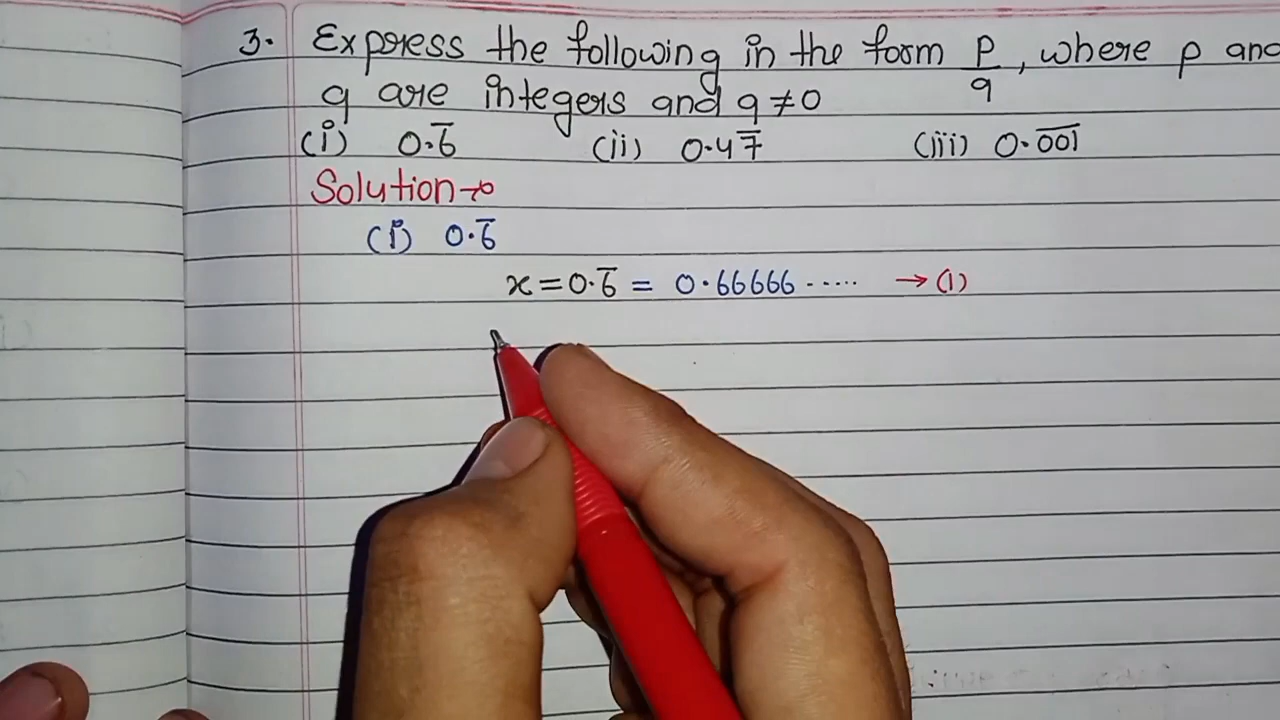 3. Express the following in the form p/q, where p and
q are integers and q ≠ 0
(i) 0.6̅ (ii) 0.47̅ (iii) 0.0̅0̅1̅
Solution →
(i) 0.6̅
x = 0.6̅ = 0.66666..... → (1)